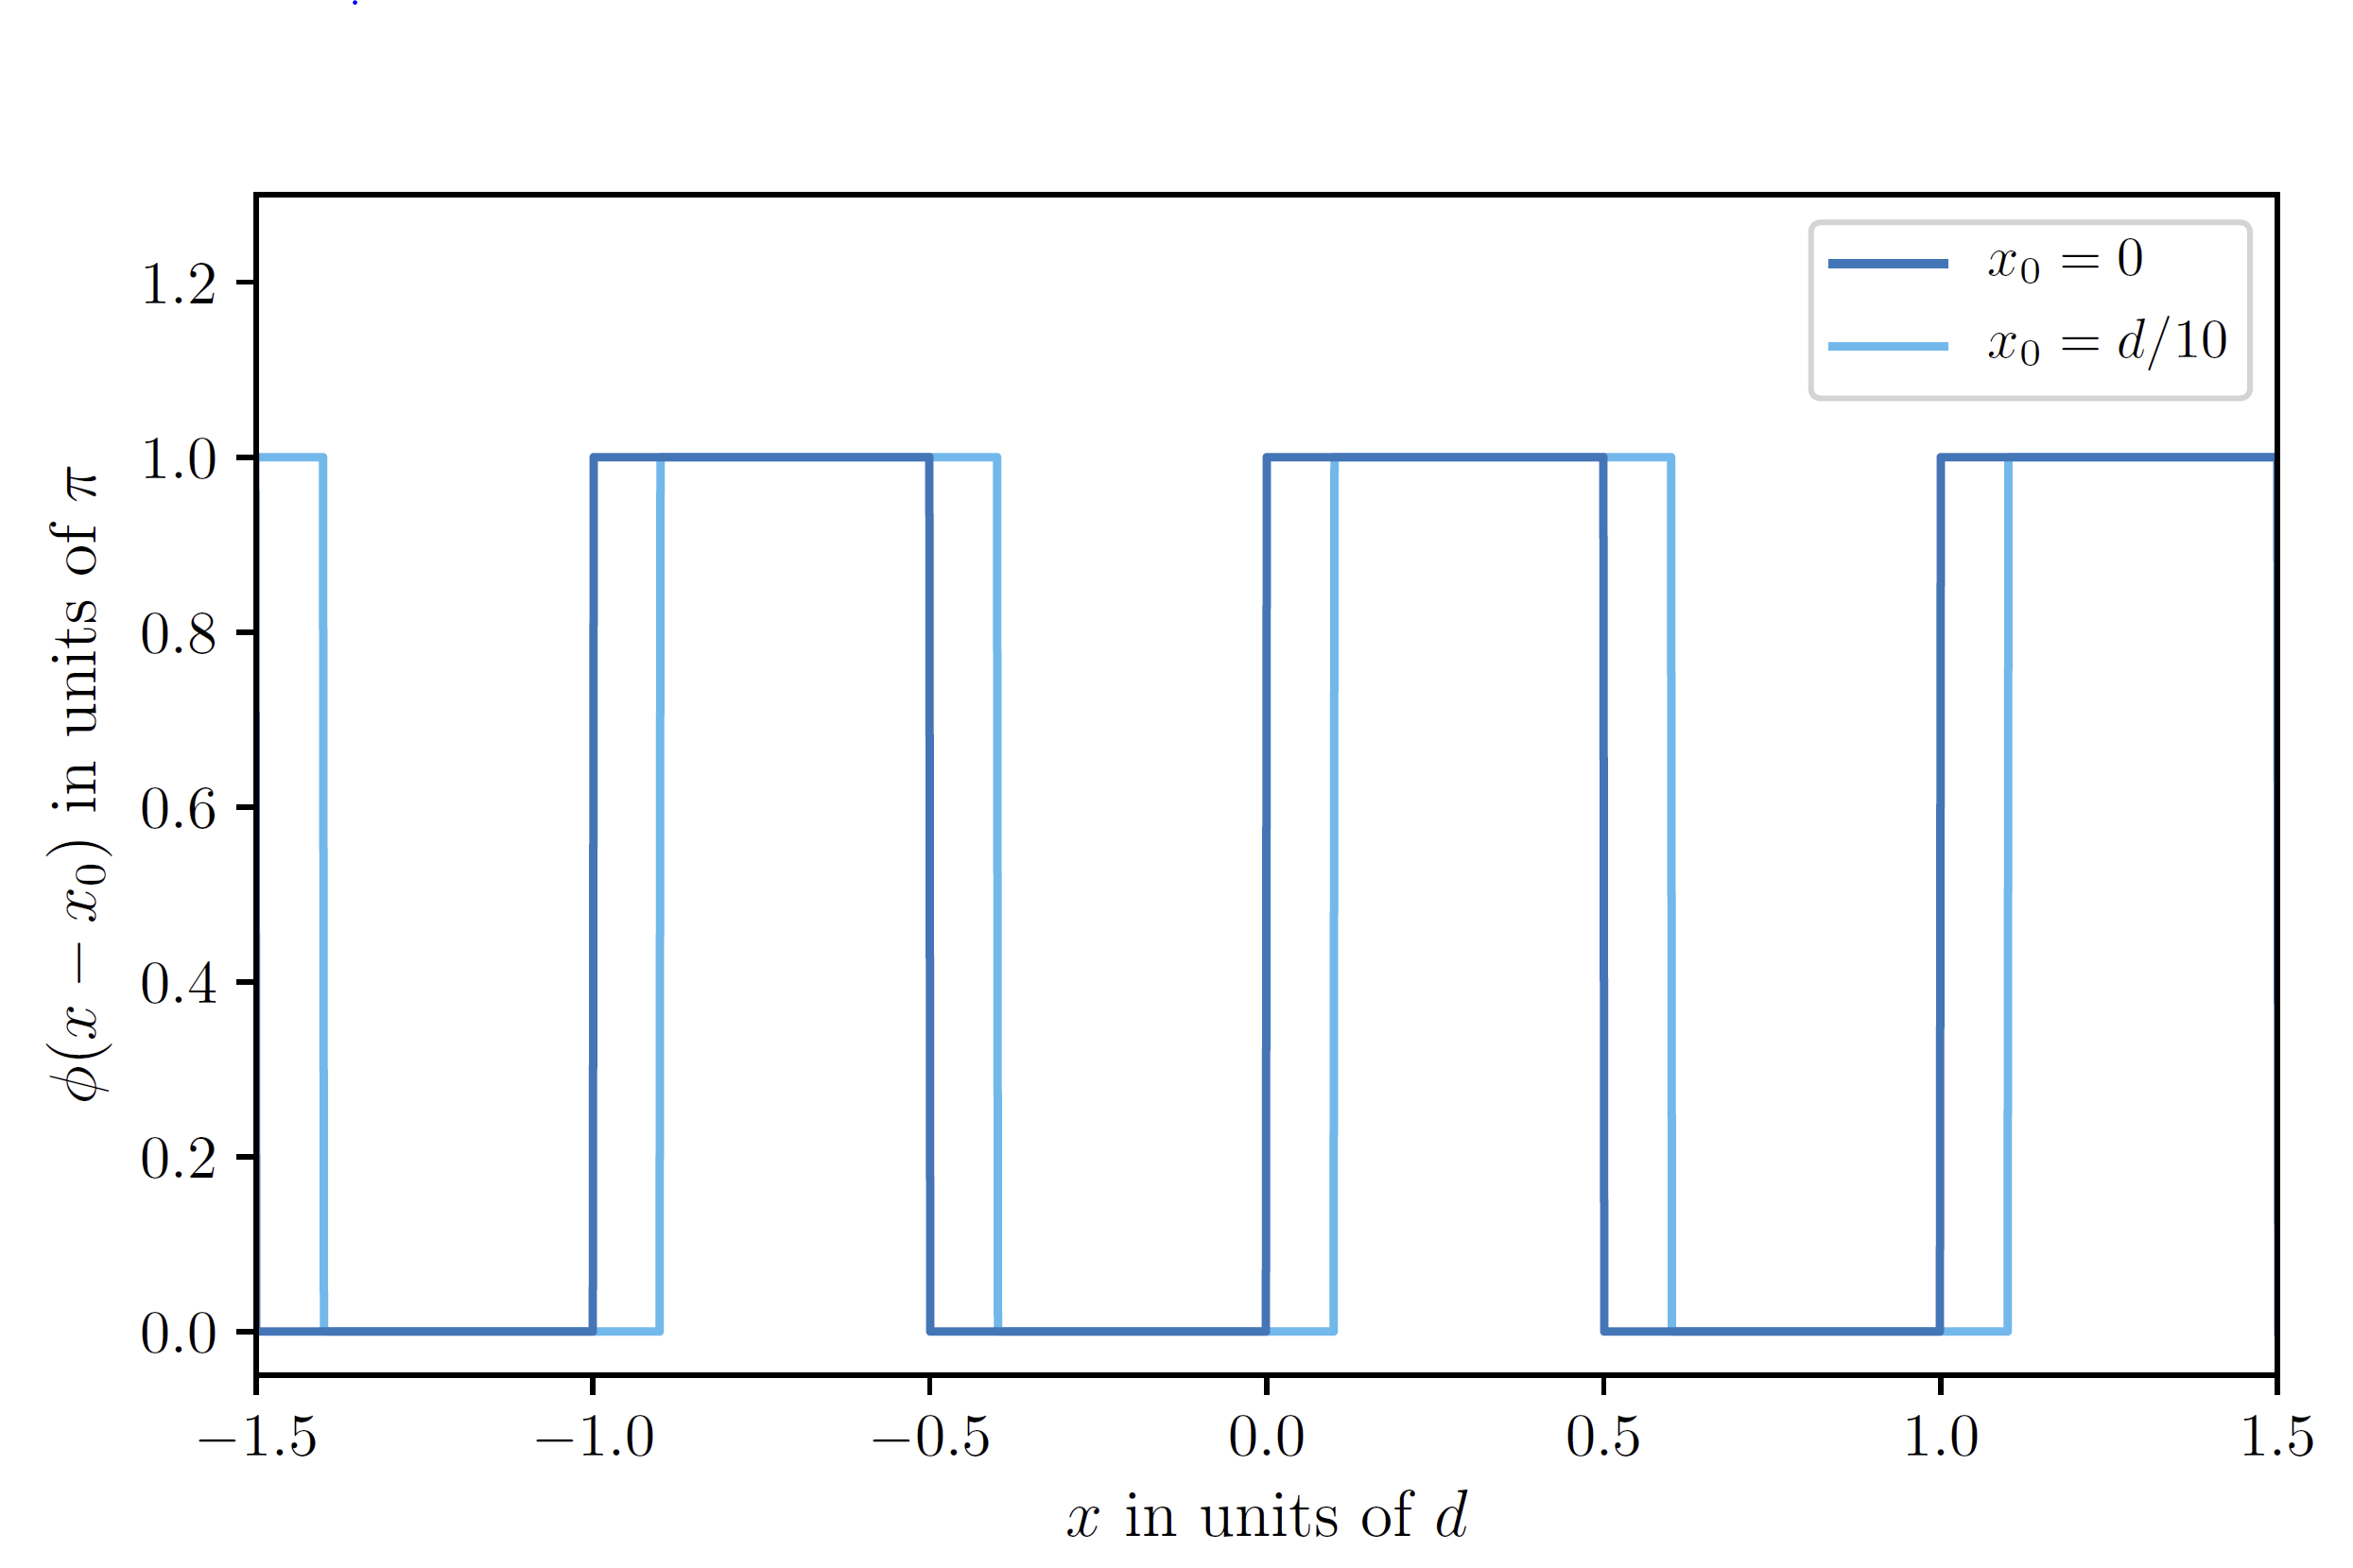 x₀ = 0
x₀ = d/10
1.2
1.0
0.8
0.6
0.4
0.2
0.0
ϕ(x − x₀) in units of π
−1.5 −1.0 −0.5 0.0 0.5 1.0 1.5
x in units of d